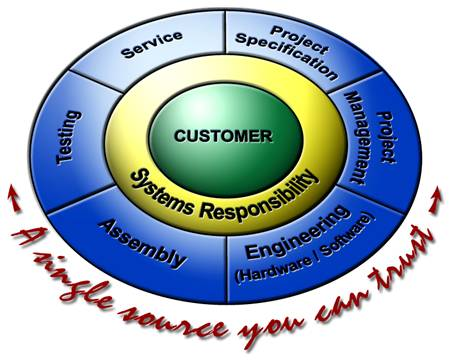 Service
Project
Specification
Testing
Project
Management
CUSTOMER
Systems Responsibility
Assembly
Engineering
(Hardware / Software)
A single source you can trust